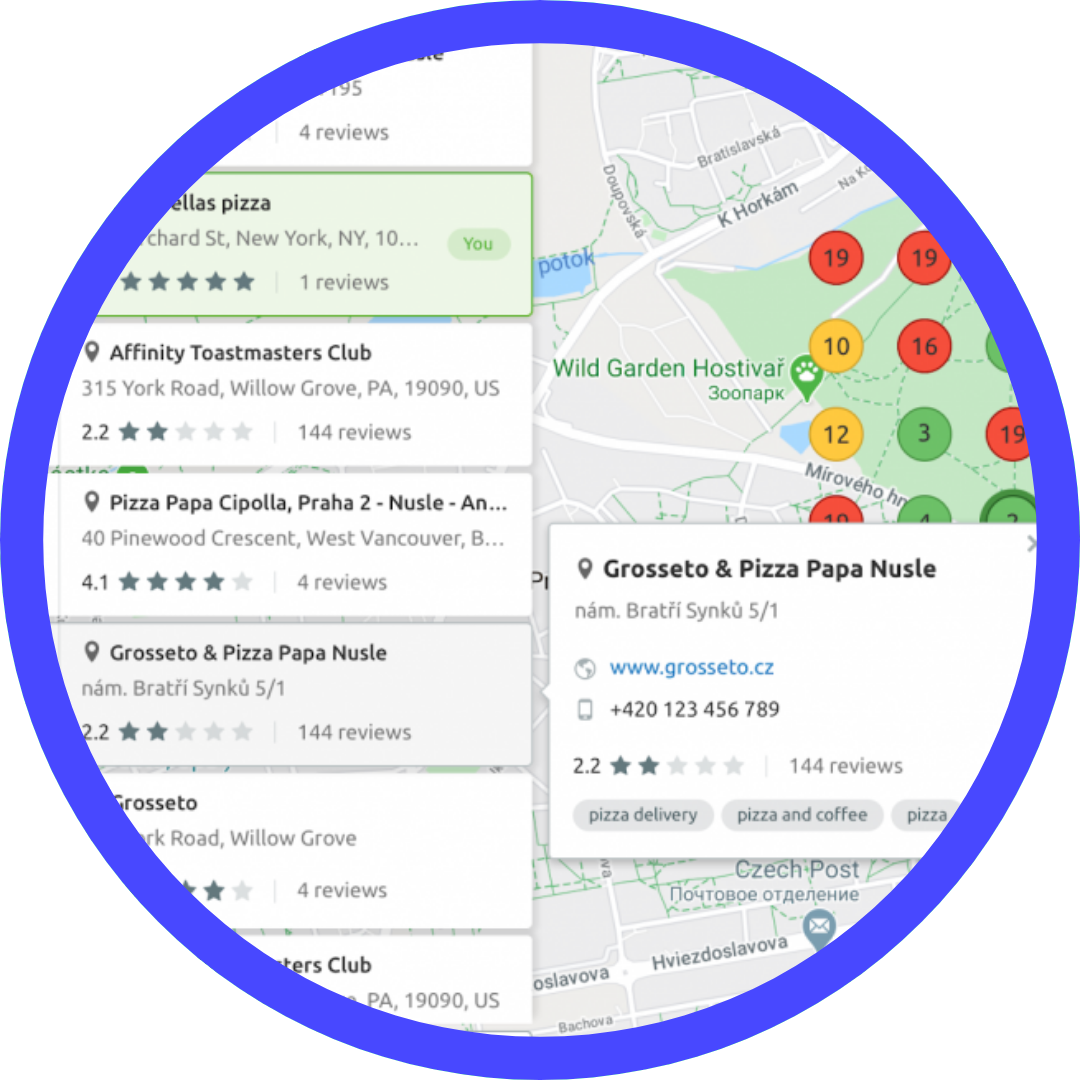 195
4 reviews
ellas pizza
chard St, New York, NY, 10...
You
1 reviews
Affinity Toastmasters Club
315 York Road, Willow Grove, PA, 19090, US
2.2
144 reviews
Pizza Papa Cipolla, Praha 2 - Nusle - An...
40 Pinewood Crescent, West Vancouver, B...
4.1
4 reviews
Grosseto & Pizza Papa Nusle
nám. Bratří Synků 5/1
2.2
144 reviews
Grosseto
rk Road, Willow Grove
4 reviews
ters Club
PA, 19090, US
Bratislavská
Doupovská
K Horkám
Na Ko
potok
19
19
10
16
Wild Garden Hostivař
Зоопарк
12
3
19
Mírového hn
19
4
2
Grosseto & Pizza Papa Nusle
nám. Bratří Synků 5/1
www.grosseto.cz
+420 123 456 789
2.2
144 reviews
pizza delivery
pizza and coffee
pizza
Czech Post
Почтовое отделение
Hviezdoslavova
oslavova
Bachova